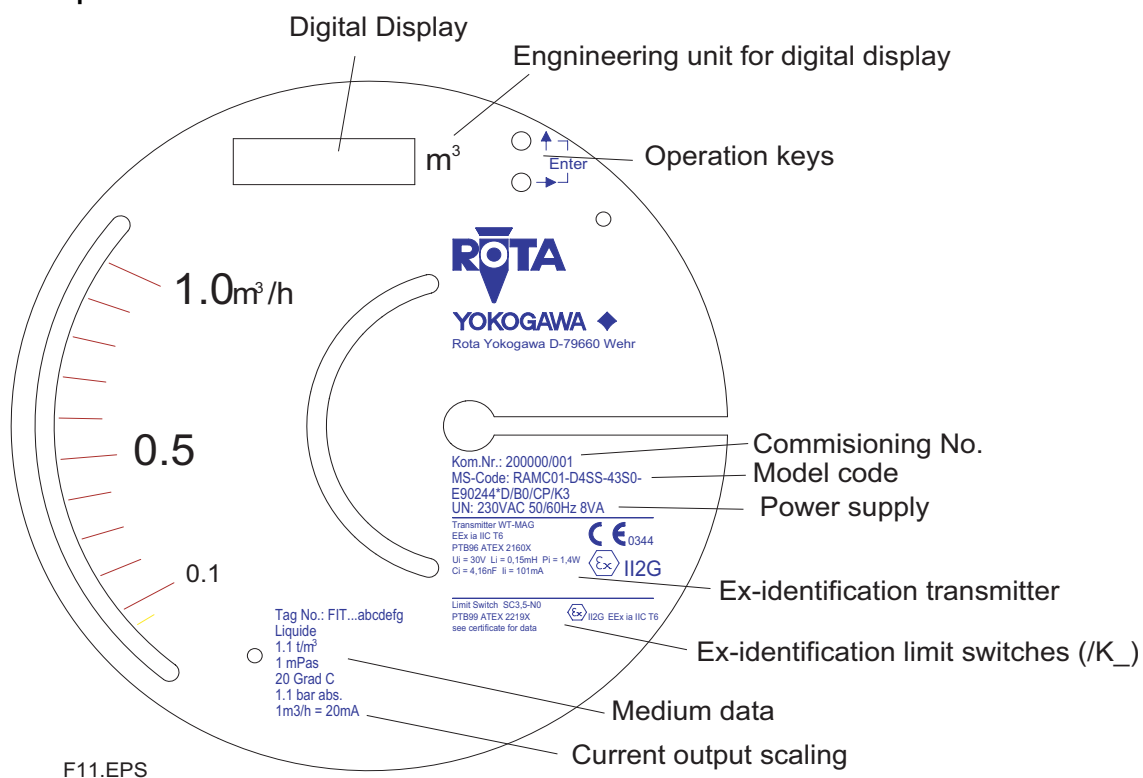 Digital Display
Engnineering unit for digital display
m³
Enter
Operation keys
ROTA
YOKOGAWA
Rota Yokogawa D-79660 Wehr
1.0m³/h
0.5
0.1
Commisioning No.
Kom.Nr.: 200000/001
Model code
MS-Code: RAMC01-D4SS-43S0-
E90244*D/B0/CP/K3
Power supply
UN: 230VAC 50/60Hz 8VA
Transmitter WT-MAG
EEx ia IIC T6
PTB96 ATEX 2160X
Ui = 30V Li = 0,15mH Pi = 1,4W
Ci = 4,16nF Ii = 101mA
CE 0344
Ex II2G
Ex-identification transmitter
Limit Switch SC3,5-N0
PTB99 ATEX 2219X
see certificate for data
Ex II2G EEx ia IIC T6
Ex-identification limit switches (/K_)
Tag No.: FIT...abcdefg
Liquide
1.1 t/m³
1 mPas
20 Grad C
1.1 bar abs.
1m3/h = 20mA
Medium data
Current output scaling
F11.EPS